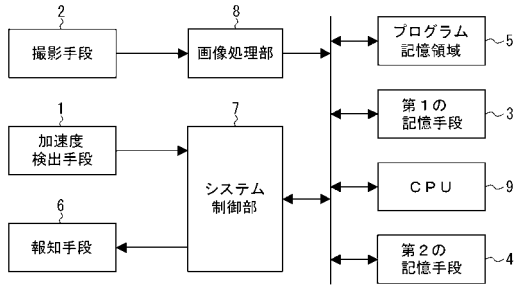 2
8
撮影手段
画像処理部
プログラム
記憶領域
5
1
7
加速度
検出手段
第1の
記憶手段
3
システム
制御部
CPU
9
6
報知手段
第2の
記憶手段
4